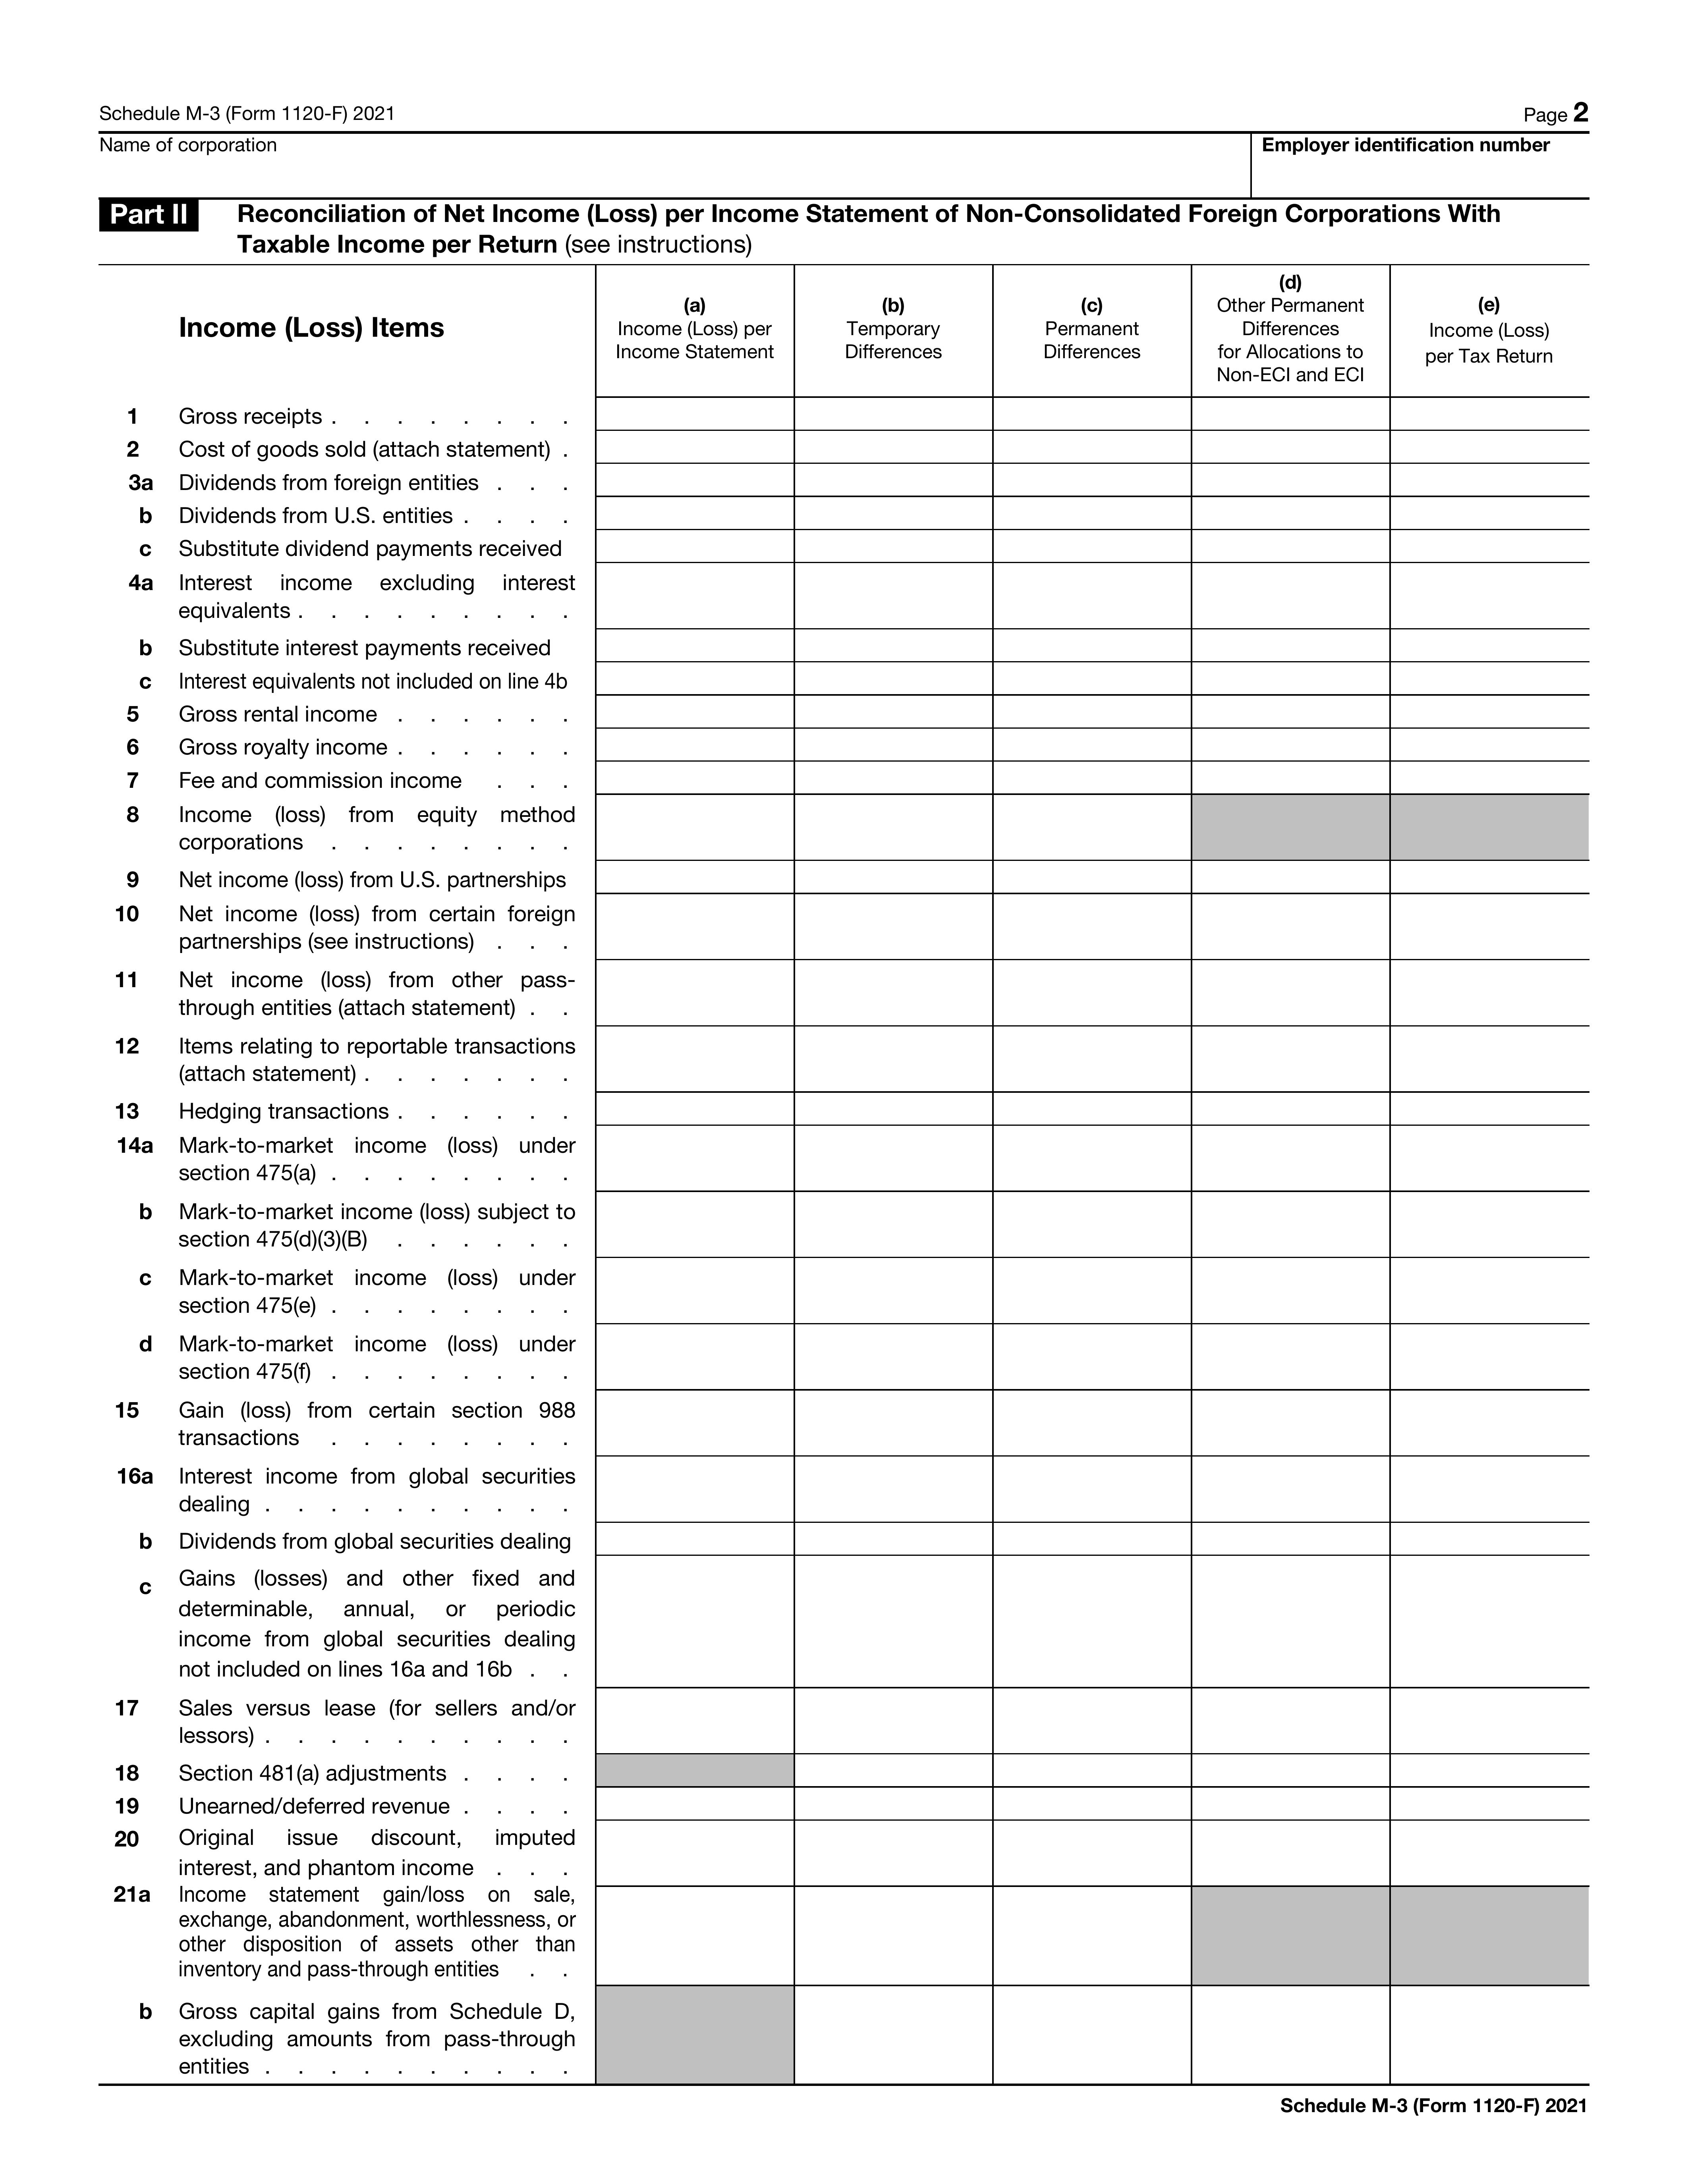 Schedule M-3 (Form 1120-F) 2021 Page 2
Name of corporation Employer identification number
Part II Reconciliation of Net Income (Loss) per Income Statement of Non-Consolidated Foreign Corporations With
Taxable Income per Return (see instructions)
Income (Loss) Items
(a)
Income (Loss) per
Income Statement
(b)
Temporary
Differences
(c)
Permanent
Differences
(d)
Other Permanent
Differences
for Allocations to
Non-ECI and ECI
(e)
Income (Loss)
per Tax Return
1 Gross receipts . . . . . . . .
2 Cost of goods sold (attach statement) .
3a Dividends from foreign entities . . .
b Dividends from U.S. entities . . . .
c Substitute dividend payments received
4a Interest income excluding interest
equivalents . . . . . . . . .
b Substitute interest payments received
c Interest equivalents not included on line 4b
5 Gross rental income . . . . . .
6 Gross royalty income . . . . . .
7 Fee and commission income . . .
8 Income (loss) from equity method
corporations . . . . . . . .
9 Net income (loss) from U.S. partnerships
10 Net income (loss) from certain foreign
partnerships (see instructions) . . .
11 Net income (loss) from other pass-
through entities (attach statement) . .
12 Items relating to reportable transactions
(attach statement) . . . . . . .
13 Hedging transactions . . . . . .
14a Mark-to-market income (loss) under
section 475(a) . . . . . . . .
b Mark-to-market income (loss) subject to
section 475(d)(3)(B) . . . . . .
c Mark-to-market income (loss) under
section 475(e) . . . . . . . .
d Mark-to-market income (loss) under
section 475(f) . . . . . . . .
15 Gain (loss) from certain section 988
transactions . . . . . . . .
16a Interest income from global securities
dealing . . . . . . . . . .
b Dividends from global securities dealing
c Gains (losses) and other fixed and
determinable, annual, or periodic
income from global securities dealing
not included on lines 16a and 16b . .
17 Sales versus lease (for sellers and/or
lessors) . . . . . . . . . .
18 Section 481(a) adjustments . . . .
19 Unearned/deferred revenue . . . .
20 Original issue discount, imputed
interest, and phantom income . . .
21a Income statement gain/loss on sale,
exchange, abandonment, worthlessness, or
other disposition of assets other than
inventory and pass-through entities . .
b Gross capital gains from Schedule D,
excluding amounts from pass-through
entities . . . . . . . . . .
Schedule M-3 (Form 1120-F) 2021